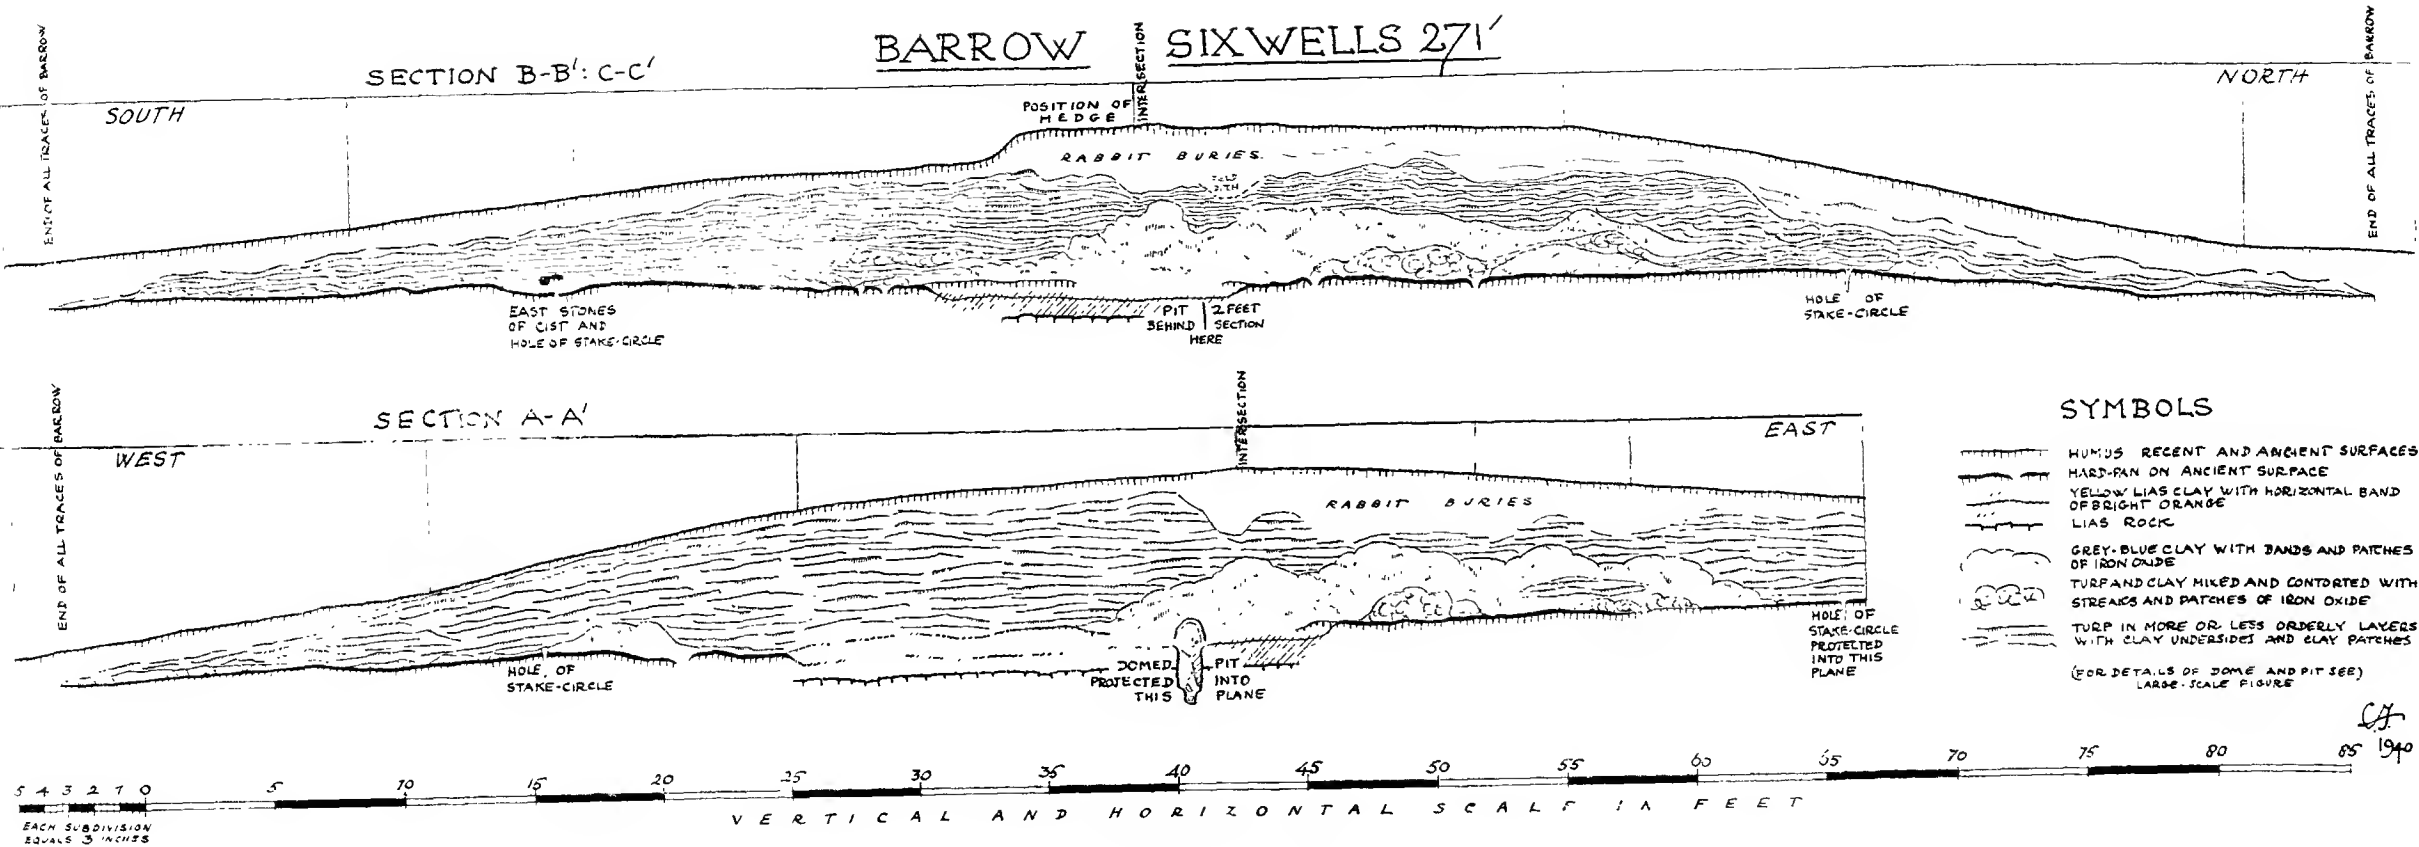 BARROW SIXWELLS 271'
SECTION B-B': C-C'
END OF ALL TRACES OF BARROW
SOUTH
POSITION OF
HEDGE
INTERSECTION
NORTH
END OF ALL TRACES OF BARROW
RABBIT BURIES.
EAST STONES
OF CIST AND
HOLE OF STAKE-CIRCLE
PIT
BEHIND
2 FEET
SECTION
HERE
HOLE OF
STAKE-CIRCLE
SECTION A-A'
END OF ALL TRACES OF BARROW
WEST
INTERSECTION
EAST
RABBIT BURIES
HOLE OF
STAKE-CIRCLE
DOMED PIT
PROJECTED INTO
THIS PLANE
HOLE OF
STAKE-CIRCLE
PROTECTED
INTO THIS
PLANE
SYMBOLS
HUMUS RECENT AND ANCIENT SURFACES
HARD-PAN ON ANCIENT SURFACE
YELLOW LIAS CLAY WITH HORIZONTAL BAND
OF BRIGHT ORANGE
LIAS ROCK
GREY-BLUE CLAY WITH BANDS AND PATCHES
OF IRON OXIDE
TURF AND CLAY MIXED AND CONTORTED WITH
STREAKS AND PATCHES OF IRON OXIDE
TURF IN MORE OR LESS ORDERLY LAYERS
WITH CLAY UNDERSIDES AND CLAY PATCHES
(FOR DETAILS OF DOME AND PIT SEE)
LARGE-SCALE FIGURE
1940
5 4 3 2 1 0 5 10 15 20 25 30 35 40 45 50 55 60 65 70 75 80 85
VERTICAL AND HORIZONTAL SCALE IN FEET
EACH SUBDIVISION
EQUALS 3 INCHES